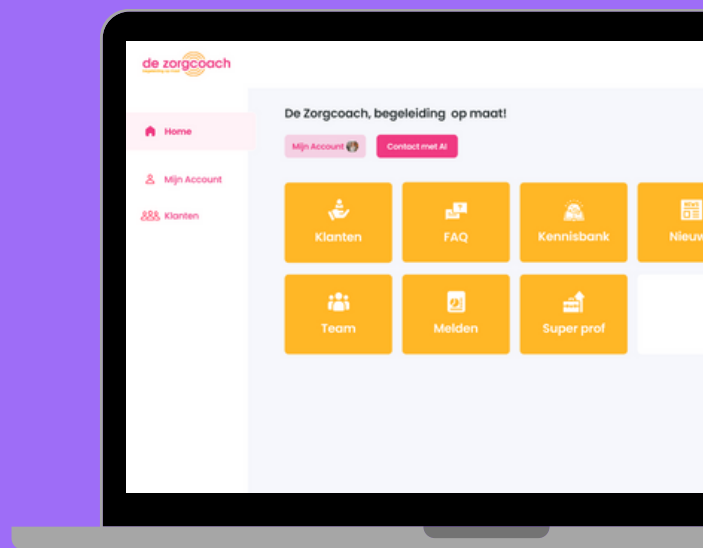 de zorgcoach
Home
Mijn Account
Klanten
De Zorgcoach, begeleiding op maat!
Mijn Account
Contact met AI
Klanten
FAQ
Kennisbank
Team
Melden
Super prof